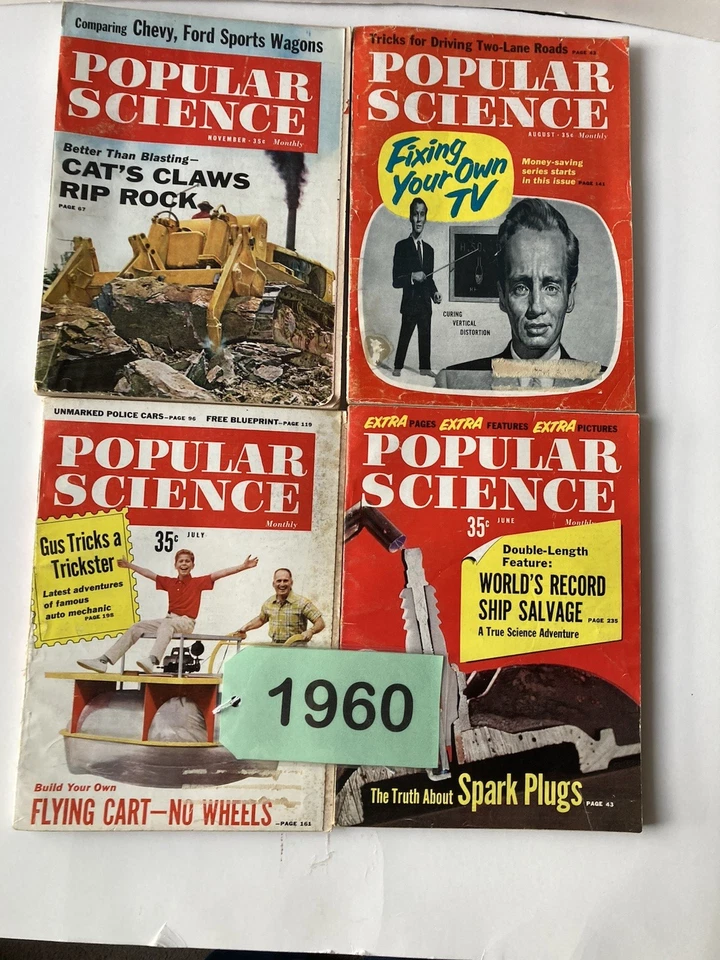 Comparing Chevy, Ford Sports Wagons
POPULAR
SCIENCE
NOVEMBER - 35¢ Monthly
Better Than Blasting—
CAT'S CLAWS
RIP ROCK
PAGE 67
Tricks for Driving Two-Lane Roads PAGE
POPULAR
SCIENCE
AUGUST - 35¢ Monthly
Fixing
Your Own
TV
Money-saving
series starts
in this issue PAGE 141
CURING
VERTICAL
DISTORTION
UNMARKED POLICE CARS—PAGE 96 FREE BLUEPRINT—PAGE 119
POPULAR
SCIENCE
Monthly
35¢ JULY
Gus Tricks a
Trickster
Latest adventures
of famous
auto mechanic
PAGE 198
Build Your Own
FLYING CART—NO WHEELS —PAGE 161
EXTRA PAGES EXTRA FEATURES EXTRA PICTURES
POPULAR
SCIENCE
35¢ JUNE Monthly
Double-Length
Feature:
WORLD'S RECORD
SHIP SALVAGE PAGE 235
A True Science Adventure
The Truth About Spark Plugs PAGE 43
1960